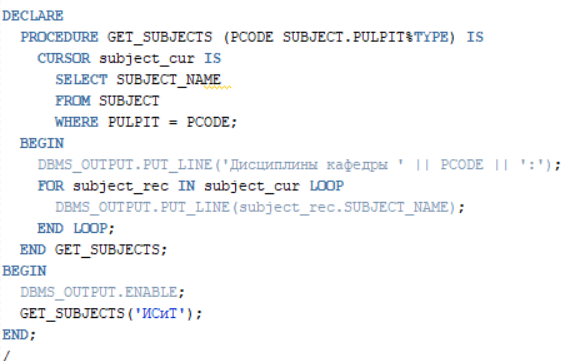 DECLARE
PROCEDURE GET_SUBJECTS (PCODE SUBJECT.PULPIT%TYPE) IS
CURSOR subject_cur IS
SELECT SUBJECT_NAME
FROM SUBJECT
WHERE PULPIT = PCODE;
BEGIN
DBMS_OUTPUT.PUT_LINE('Дисциплины кафедры ' || PCODE || ':');
FOR subject_rec IN subject_cur LOOP
DBMS_OUTPUT.PUT_LINE(subject_rec.SUBJECT_NAME);
END LOOP;
END GET_SUBJECTS;
BEGIN
DBMS_OUTPUT.ENABLE;
GET_SUBJECTS('ИСиТ');
END;
/